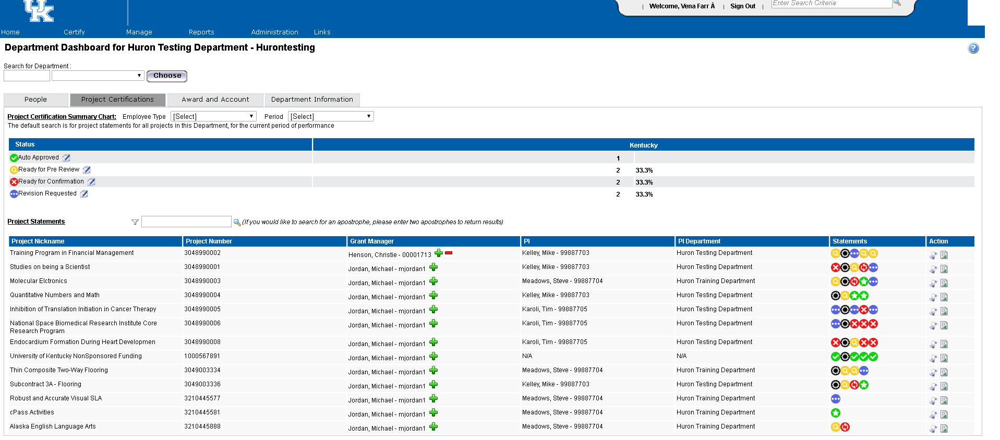 UK
| Welcome, Vena Farr Â | Sign Out | Enter Search Criteria
Home Certify Manage Reports Administration Links
Department Dashboard for Huron Testing Department - Hurontesting
Search for Department :
Choose
People Project Certifications Award and Account Department Information
Project Certification Summary Chart: Employee Type [Select] Period [Select]
The default search is for project statements for all projects in this Department, for the current period of performance
Status Kentucky
Auto Approved 1
Ready for Pre Review 2 33.3%
Ready for Confirmation 2 33.3%
Revision Requested 2 33.3%
Project Statements (If you would like to search for an apostrophe, please enter two apostrophes to return results)
Project Nickname Project Number Grant Manager PI PI Department Statements Action
Training Program in Financial Management 3048990002 Henson, Christie - 00001713 Kelley, Mike - 99887703 Huron Testing Department
Studies on being a Scientist 3048990001 Jordan, Michael - mjordan1 Kelley, Mike - 99887703 Huron Testing Department
Molecular Elctronics 3048990003 Jordan, Michael - mjordan1 Meadows, Steve - 99887704 Huron Training Department
Quantitative Numbers and Math 3048990004 Jordan, Michael - mjordan1 Kelley, Mike - 99887703 Huron Testing Department
Inhibition of Translation Initiation in Cancer Therapy 3048990005 Jordan, Michael - mjordan1 Karoli, Tim - 99887705 Huron Testing Department
National Space Biomedical Research Institute Core 3048990006 Jordan, Michael - mjordan1 Karoli, Tim - 99887705 Huron Testing Department
Research Program
Endocardium Formation During Heart Developmen 3048990008 Jordan, Michael - mjordan1 Karoli, Tim - 99887705 Huron Testing Department
University of Kentucky NonSponsored Funding 1000567891 Jordan, Michael - mjordan1 N/A N/A
Thin Composite Two-Way Flooring 3049003334 Jordan, Michael - mjordan1 Meadows, Steve - 99887704 Huron Training Department
Subcontract 3A - Flooring 3049003336 Jordan, Michael - mjordan1 Kelley, Mike - 99887703 Huron Testing Department
Robust and Accurate Visual SLA 3210445577 Jordan, Michael - mjordan1 Meadows, Steve - 99887704 Huron Training Department
cPass Activities 3210445581 Jordan, Michael - mjordan1 Meadows, Steve - 99887704 Huron Training Department
Alaska English Language Arts 3210445888 Jordan, Michael - mjordan1 Meadows, Steve - 99887704 Huron Training Department